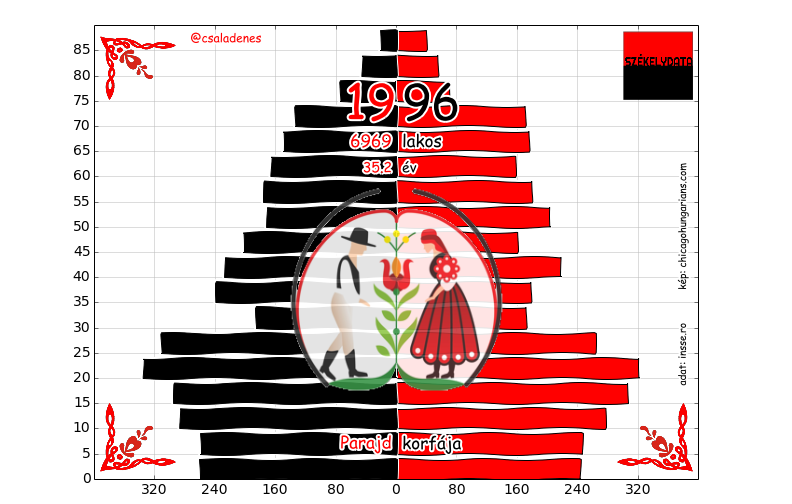 @csaladenes
SZÉKELYDATA
1996
6969 lakos
35,2 év
kép: chicagohungarians.com
adat: insse.ro
Parajd korfája
85
80
75
70
65
60
55
50
45
40
35
30
25
20
15
10
5
0
320 240 160 80 0 80 160 240 320